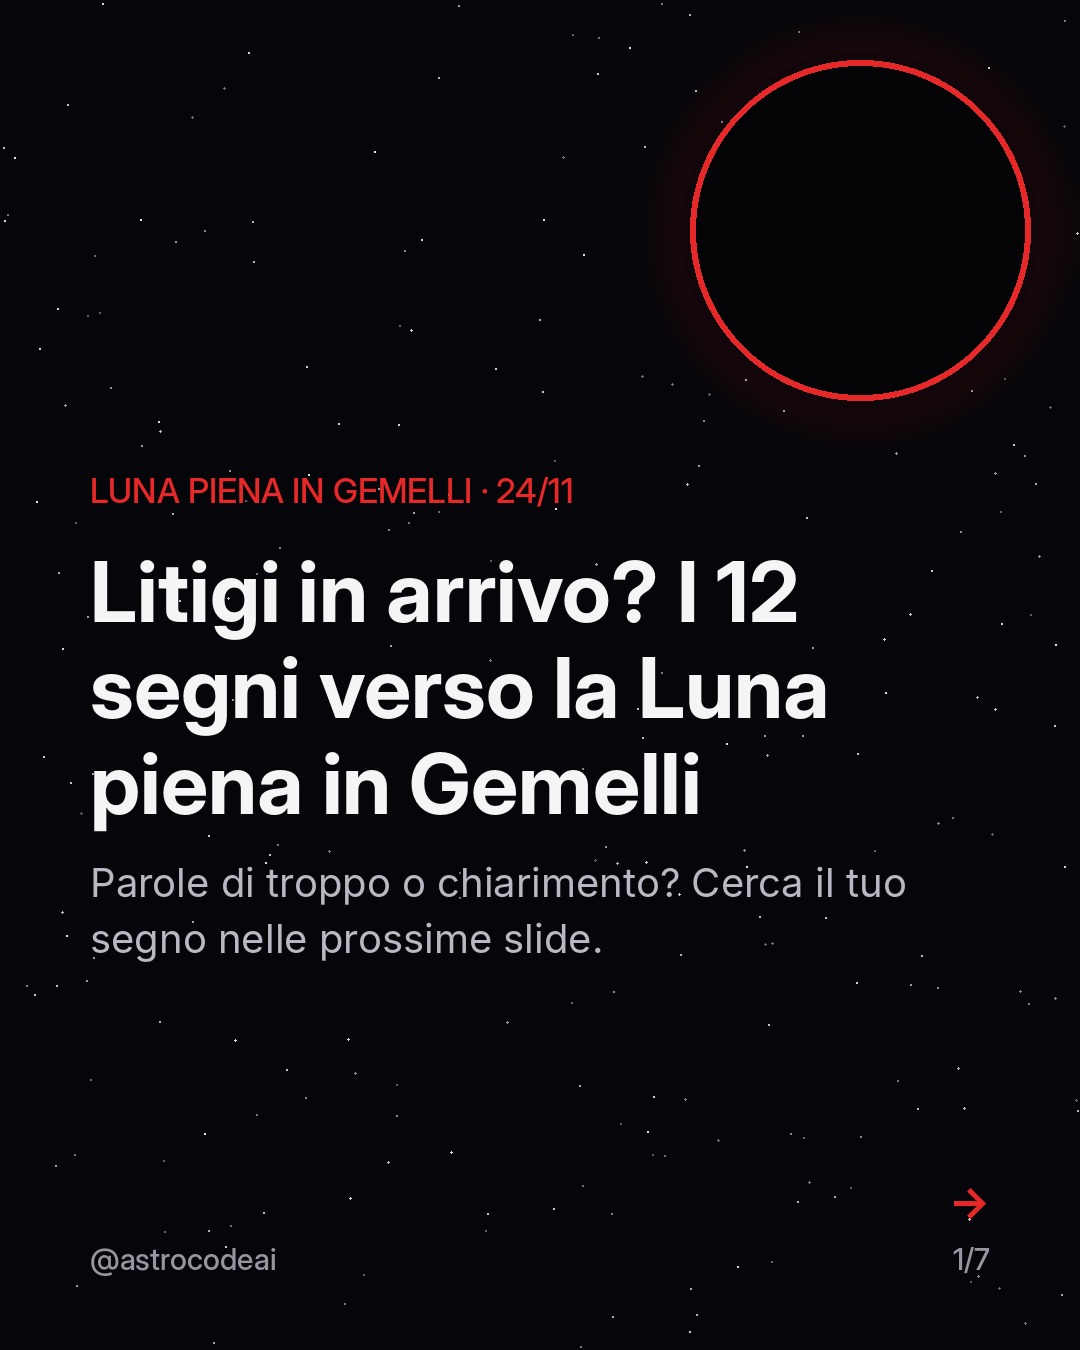 LUNA PIENA IN GEMELLI · 24/11
Litigi in arrivo? I 12
segni verso la Luna
piena in Gemelli
Parole di troppo o chiarimento? Cerca il tuo
segno nelle prossime slide.
→
@astrocodeai
1/7